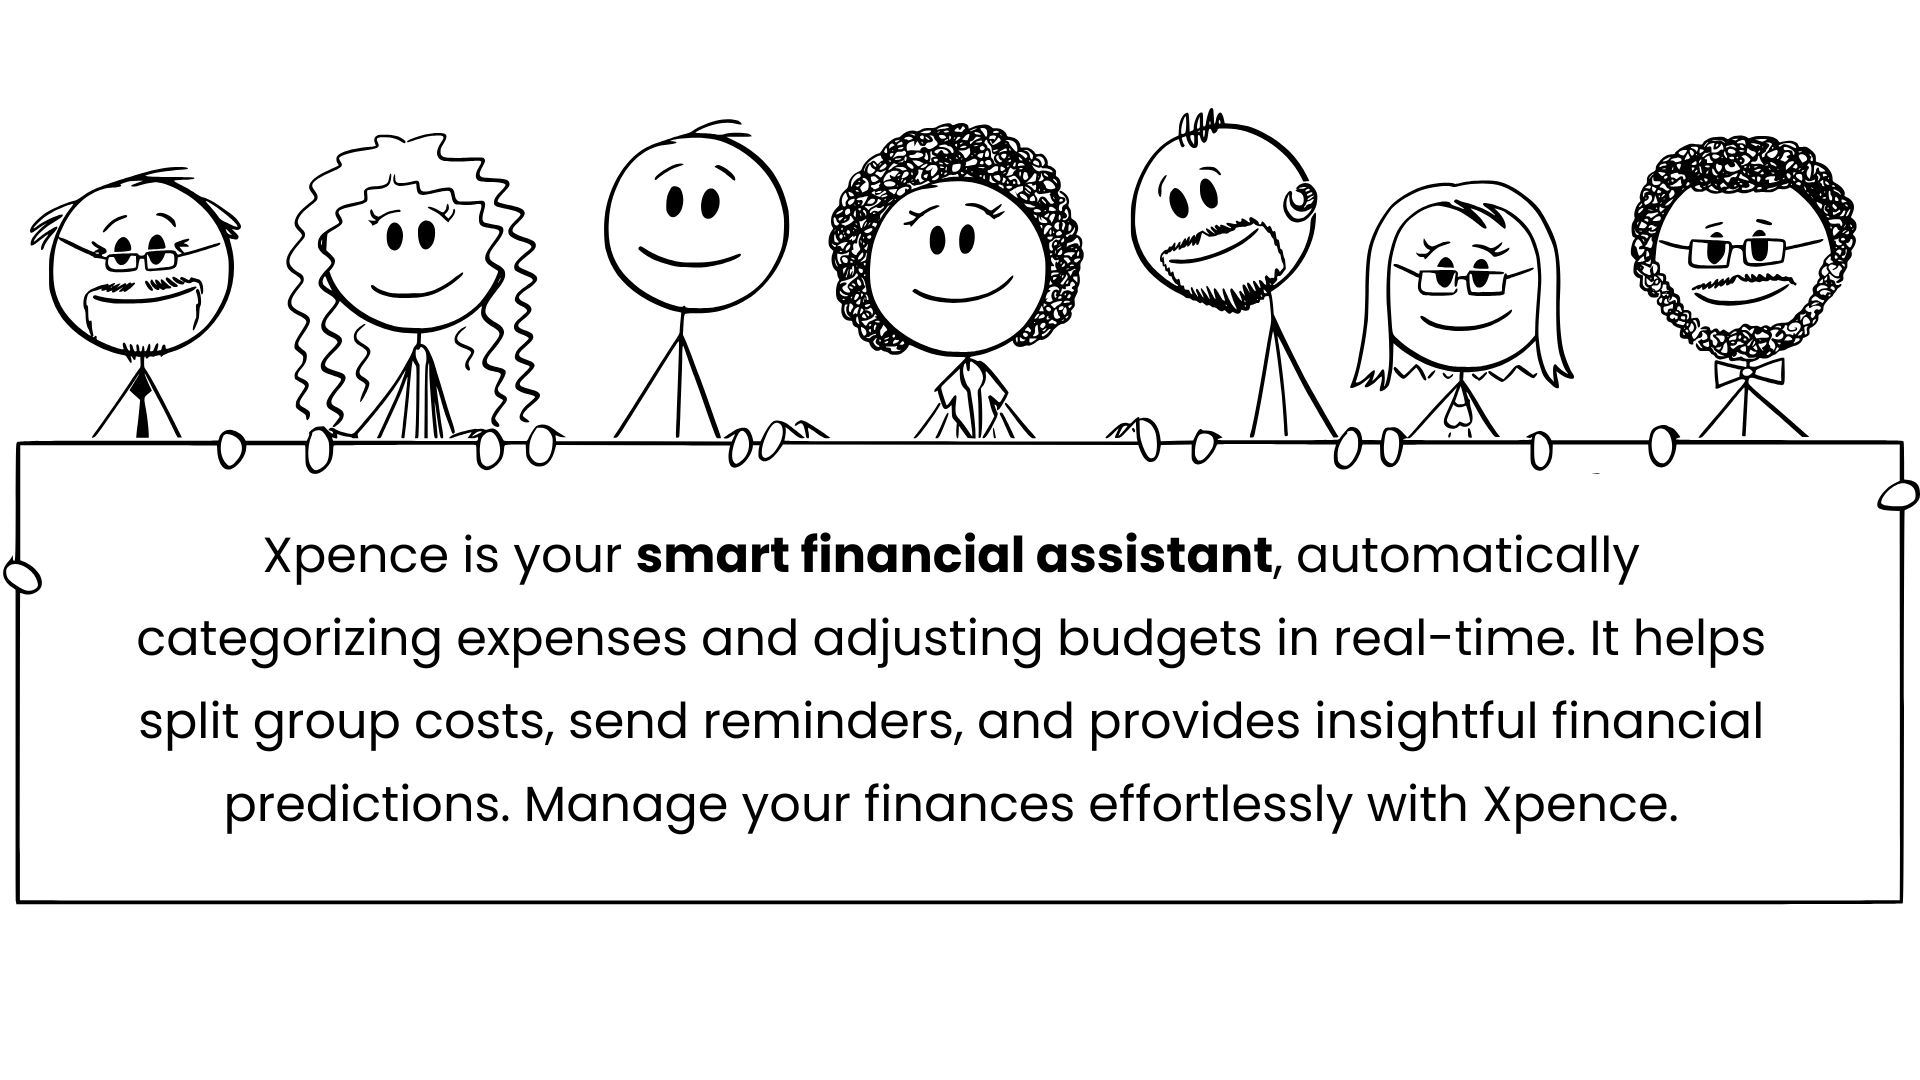 Xpence is your smart financial assistant, automatically
categorizing expenses and adjusting budgets in real-time. It helps
split group costs, send reminders, and provides insightful financial
predictions. Manage your finances effortlessly with Xpence.